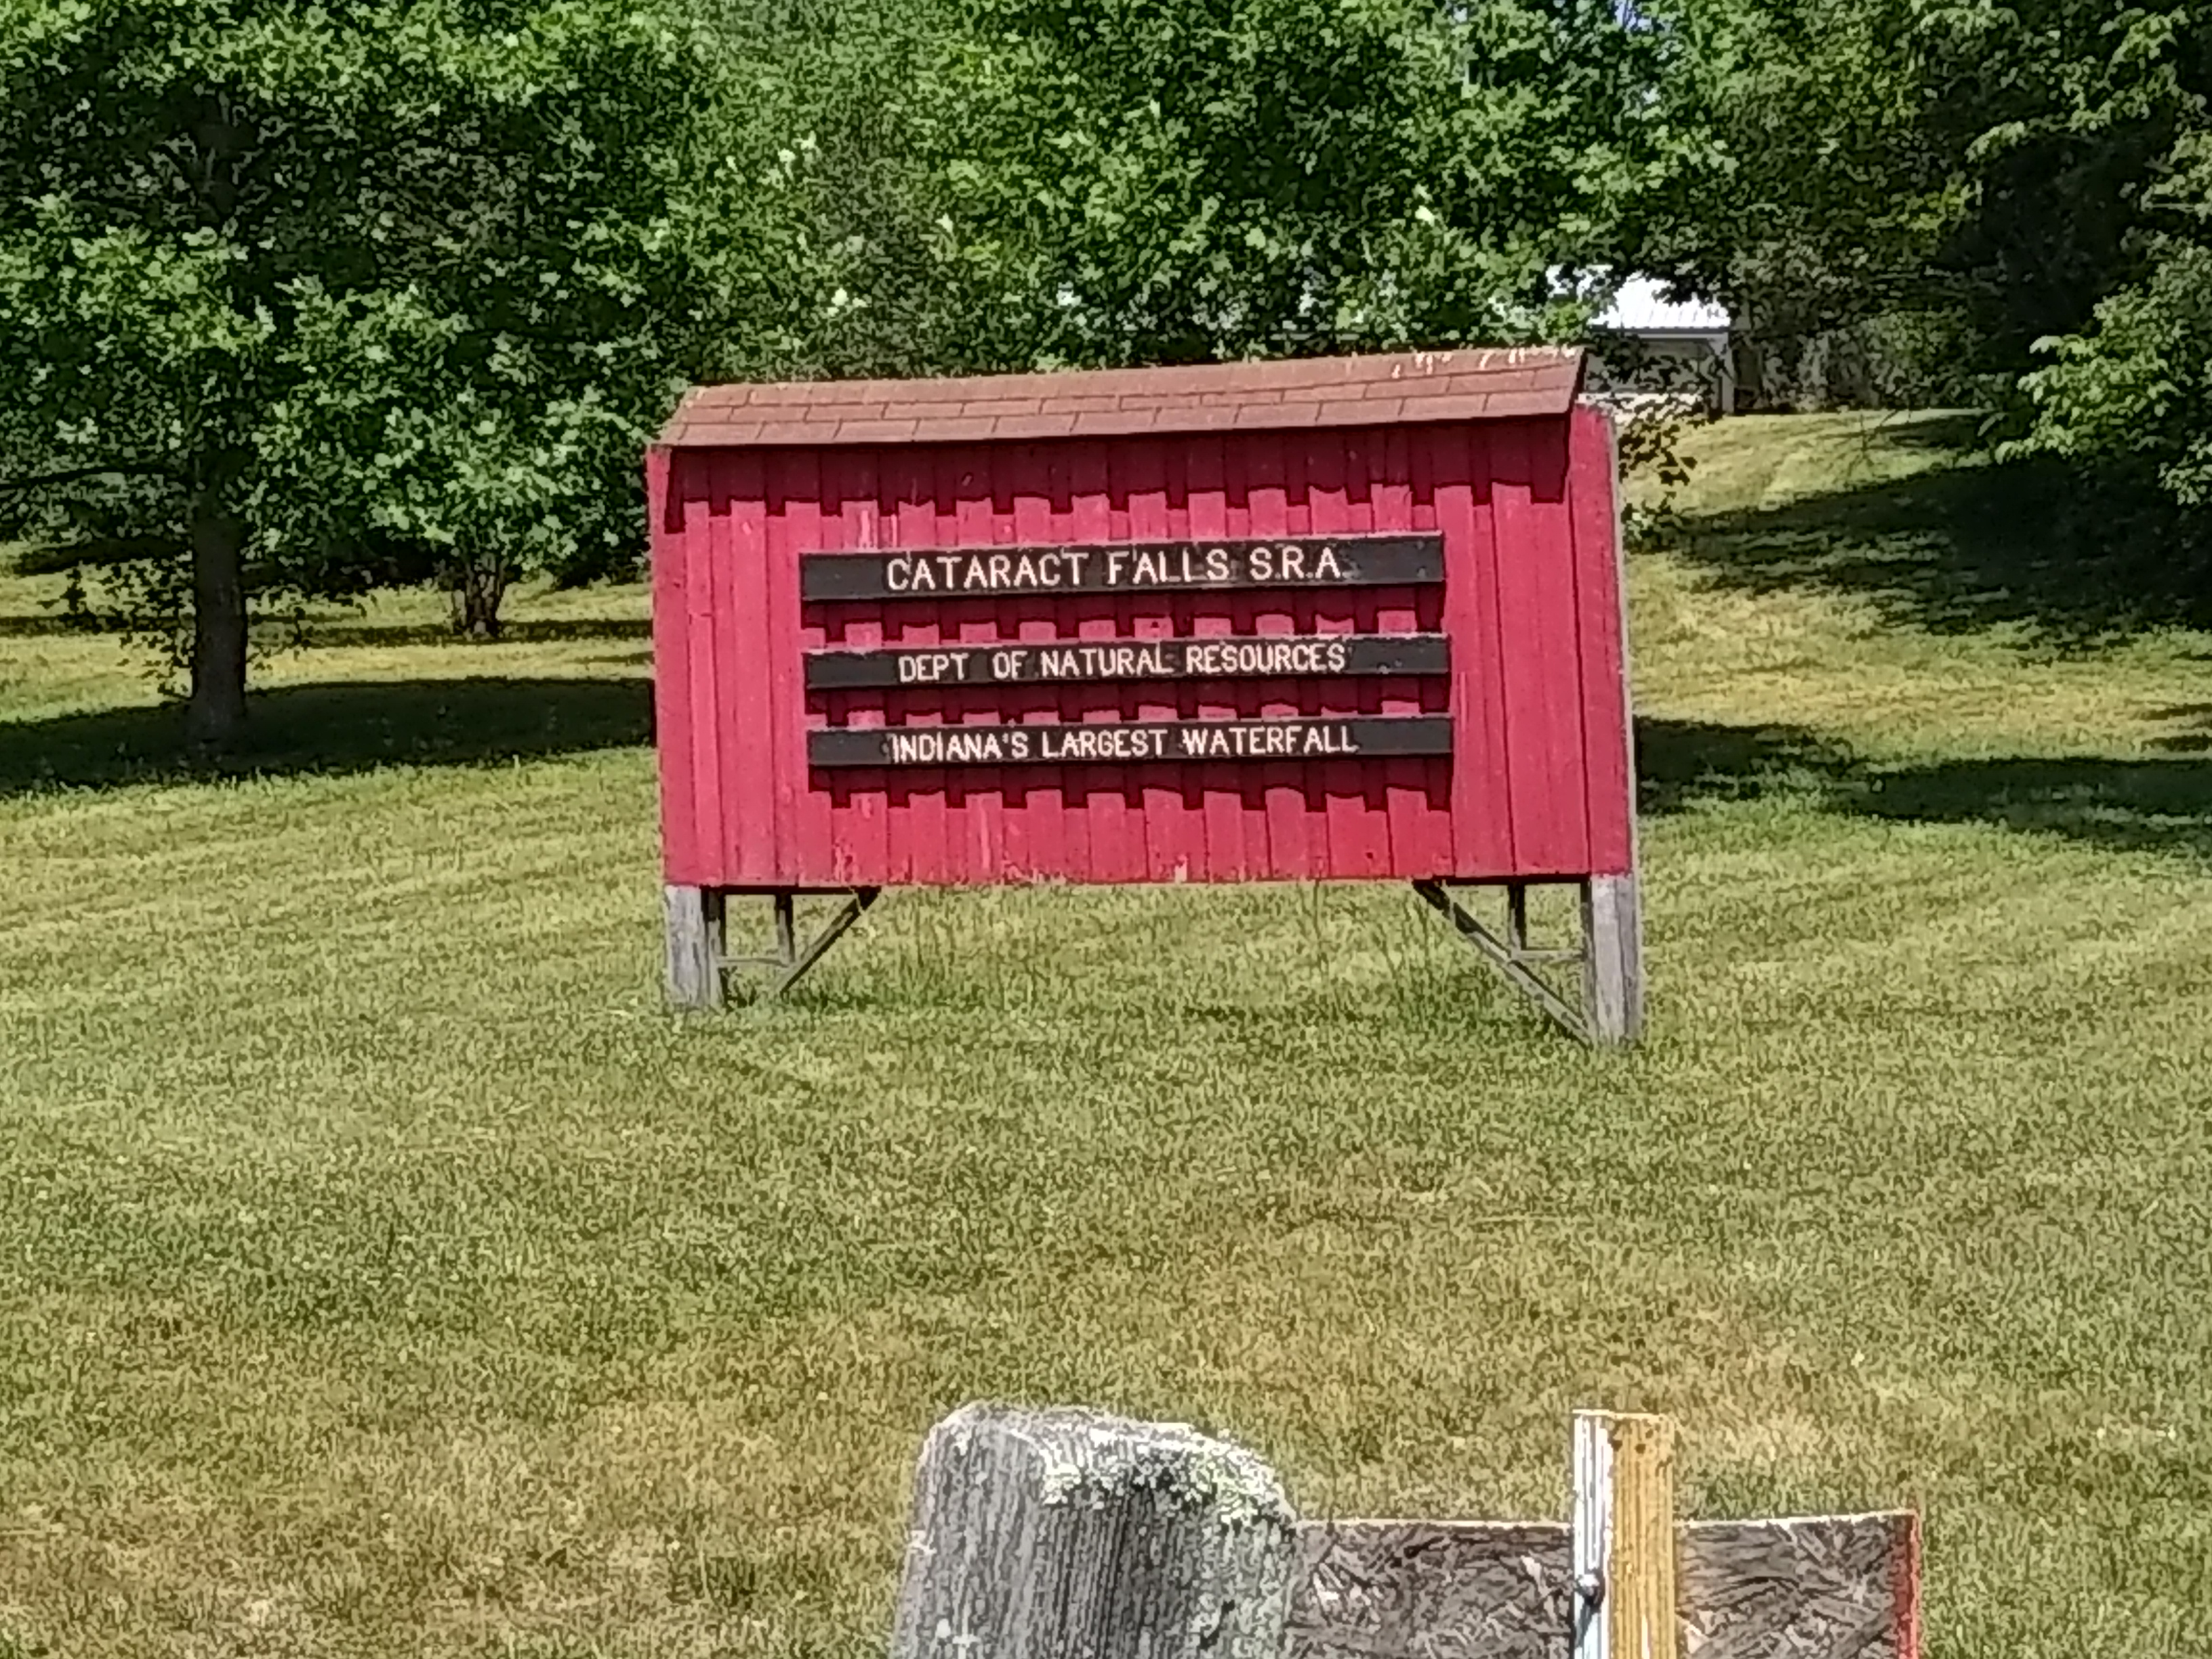 CATARACT FALLS S.R.A.
DEPT OF NATURAL RESOURCES
INDIANA'S LARGEST WATERFALL